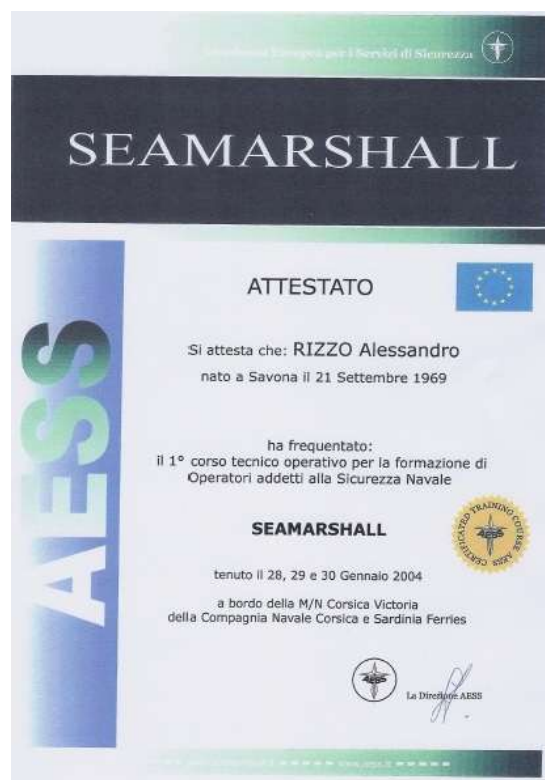 Europea per i Servizi di Sicurezza
SEAMARSHALL
AESS
ATTESTATO
Si attesta che: RIZZO Alessandro
nato a Savona il 21 Settembre 1969
ha frequentato:
il 1° corso tecnico operativo per la formazione di
Operatori addetti alla Sicurezza Navale
SEAMARSHALL
CERTIFICATED TRAINING COURSE AESS
tenuto il 28, 29 e 30 Gennaio 2004
a bordo della M/N Corsica Victoria
della Compagnia Navale Corsica e Sardinia Ferries
La Direzione AESS